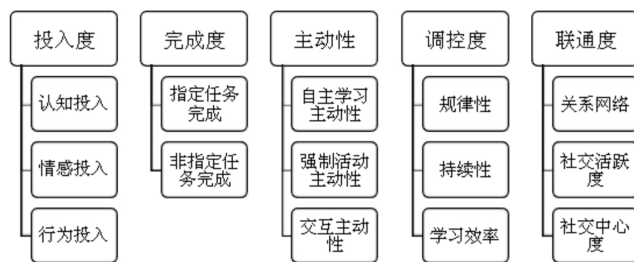 投入度
认知投入
情感投入
行为投入
完成度
指定任务
完成
非指定任
务完成
主动性
自主学习
主动性
强制活动
主动性
交互主动
性
调控度
规律性
持续性
学习效率
联通度
关系网络
社交活跃
度
社交中心
度